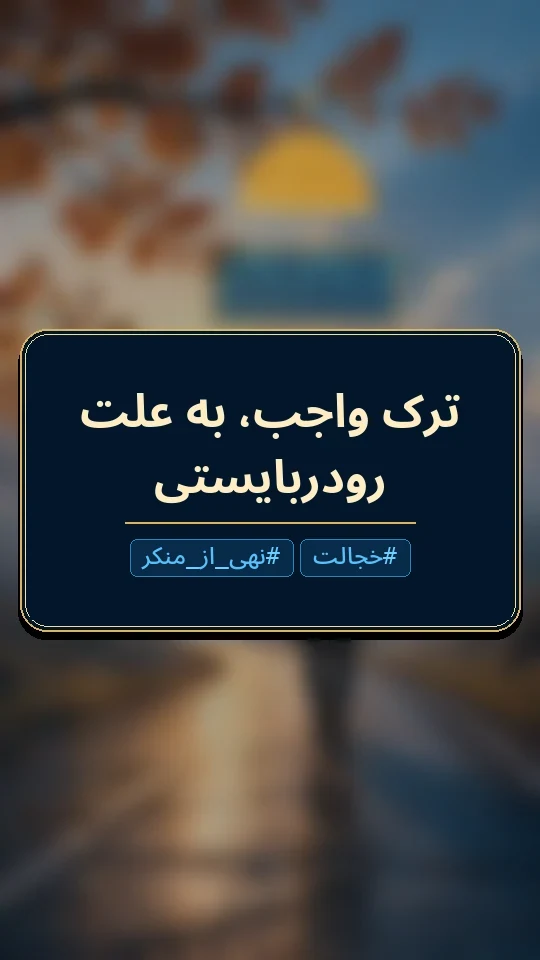 ترک واجب، به علت
رودربایستی
#خجالت #نهی_از_منکر